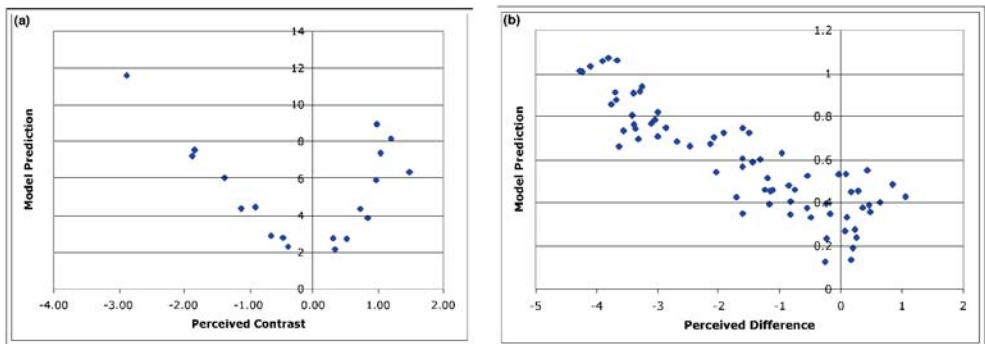 (a)
14
12
10
8
6
4
2
0
-4.00 -3.00 -2.00 -1.00 0.00 1.00 2.00
Model Prediction
Perceived Contrast
(b)
1.2
1
0.8
0.6
0.4
0.2
0
-5 -4 -3 -2 -1 0 1 2
Model Prediction
Perceived Difference